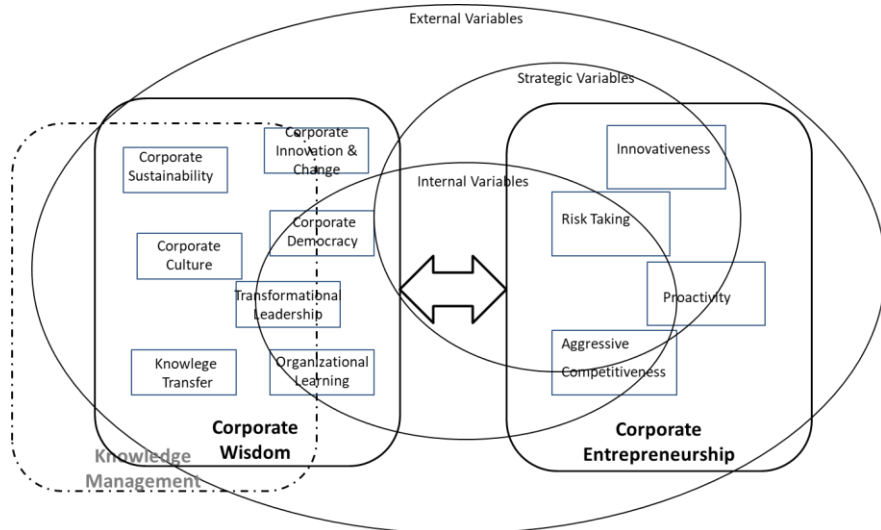 External Variables
Strategic Variables
Corporate
Innovation &
Change
Innovativeness
Corporate
Sustainability
Internal Variables
Corporate
Democracy
Risk Taking
Corporate
Culture
Transformational
Leadership
Proactivity
Aggressive
Competitiveness
Knowlege
Transfer
Organizational
Learning
Corporate
Wisdom
Corporate
Entrepreneurship
Knowledge
Management